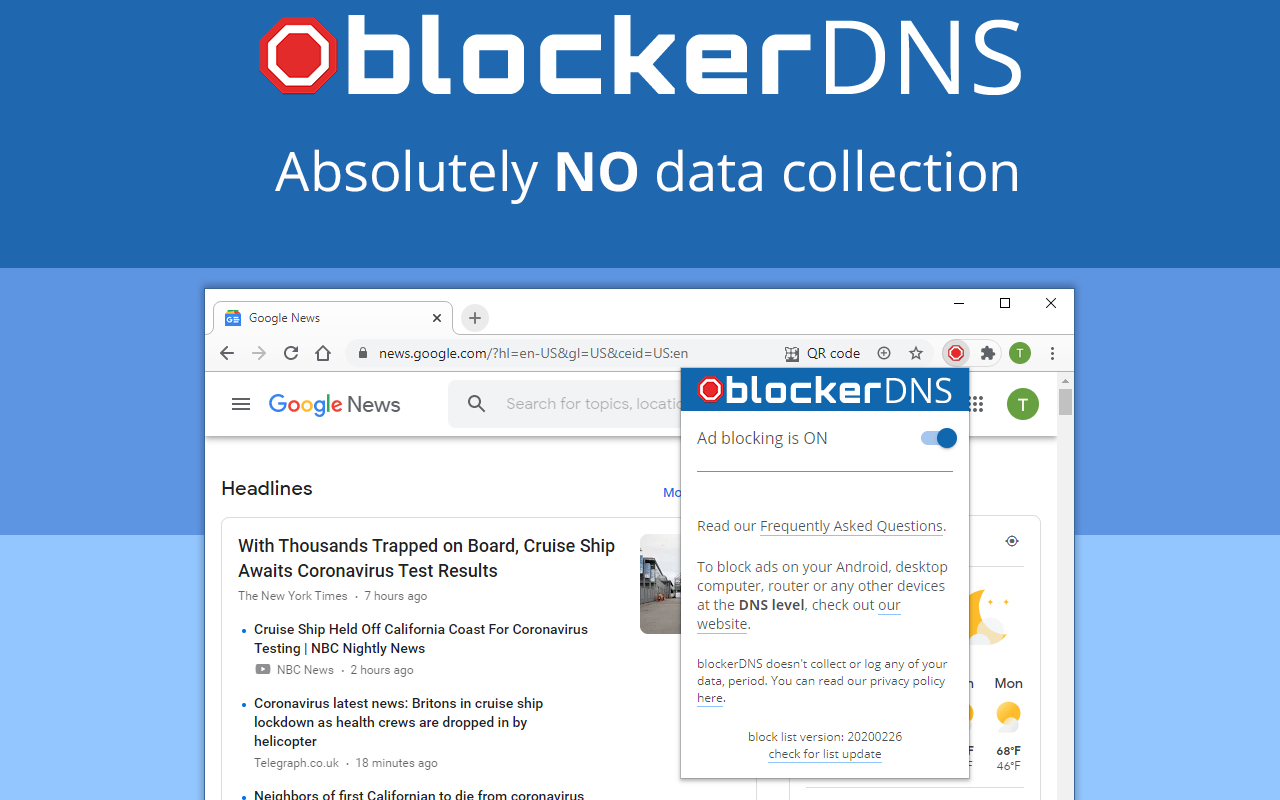 blockerDNS
Absolutely NO data collection
Google News
news.google.com/?hl=en-US&gl=US&ceid=US:en
QR code
T
Google News
Search for topics, locatio
T
blockerDNS
Ad blocking is ON
Read our Frequently Asked Questions.
To block ads on your Android, desktop
computer, router or any other devices
at the DNS level, check out our
website.
blockerDNS doesn't collect or log any of your
data, period. You can read our privacy policy
here.
block list version: 20200226
check for list update
Headlines
Mo
With Thousands Trapped on Board, Cruise Ship
Awaits Coronavirus Test Results
The New York Times · 7 hours ago
Cruise Ship Held Off California Coast For Coronavirus
Testing | NBC Nightly News
NBC News · 2 hours ago
Coronavirus latest news: Britons in cruise ship
lockdown as health crews are dropped in by
helicopter
Telegraph.co.uk · 18 minutes ago
Neighbors of first Californian to die from coronavirus
Mon
68°F
46°F